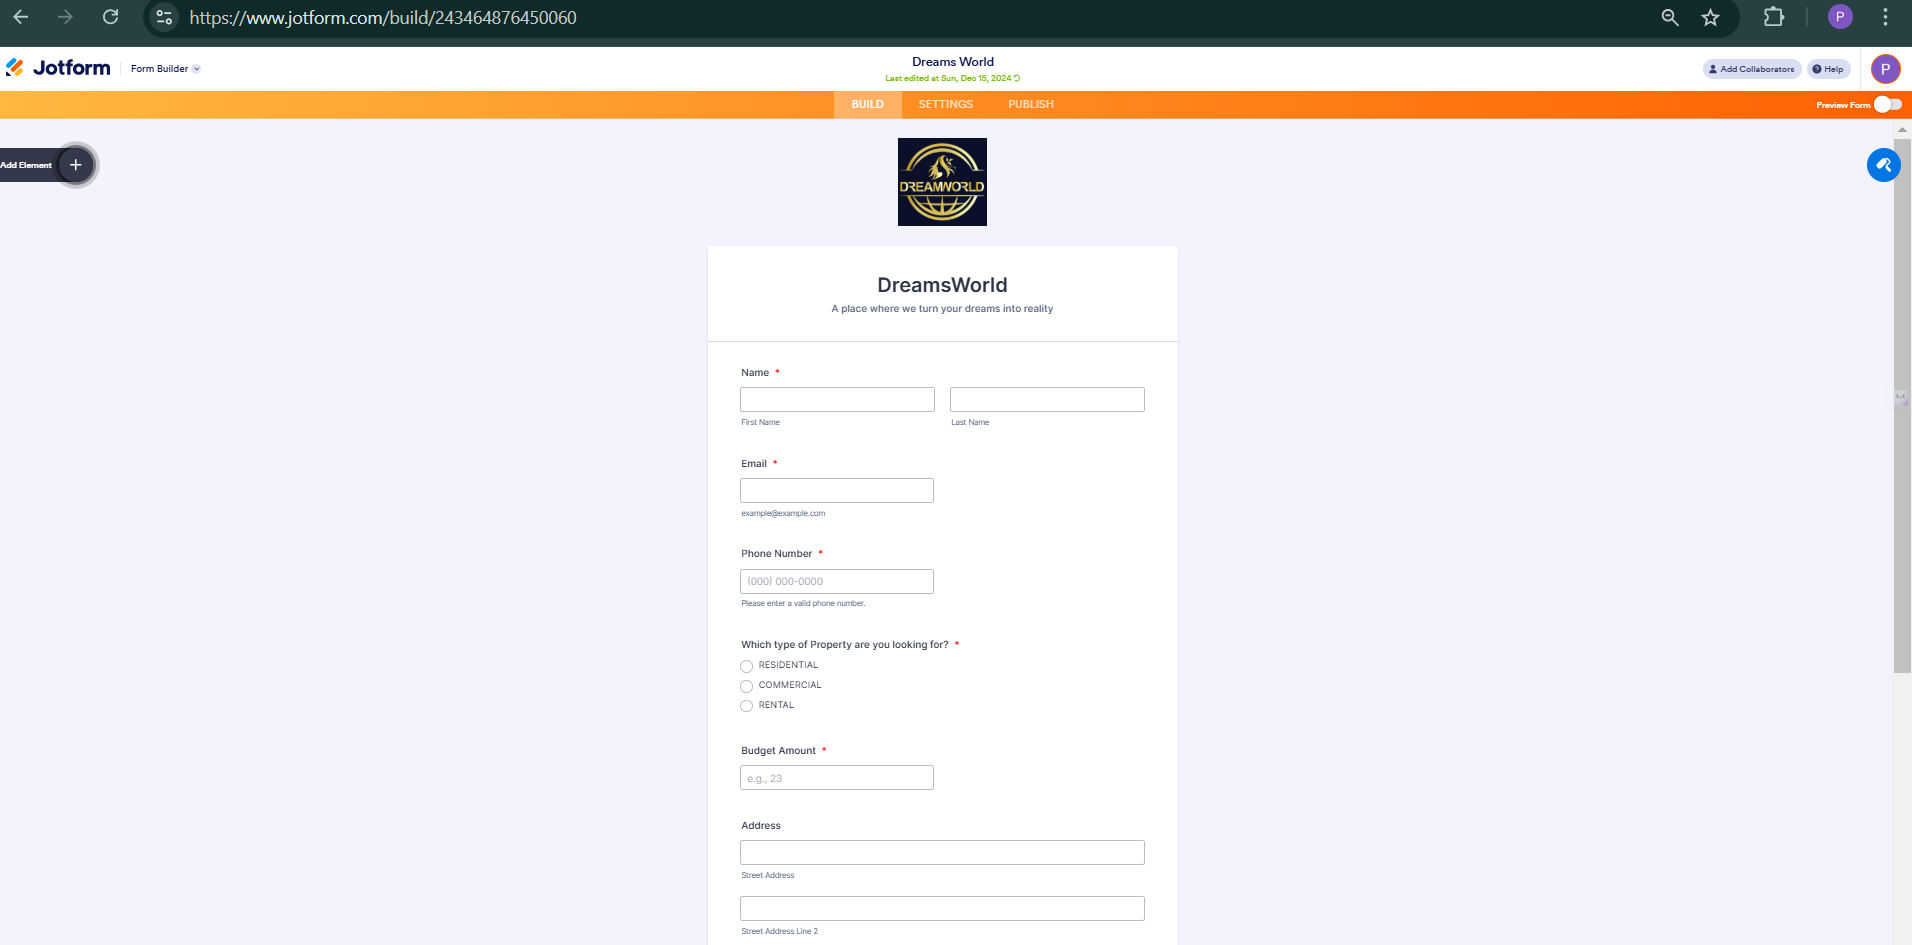 https://www.jotform.com/build/243464876450060
P
Jotform
Form Builder
Dreams World
Last edited at Sun, Dec 15, 2024
Add Collaborators
Help
P
BUILD
SETTINGS
PUBLISH
Preview Form
Add Element
DREAMWORLD
DreamsWorld
A place where we turn your dreams into reality
Name *
First Name
Last Name
Email *
example@example.com
Phone Number *
(000) 000-0000
Please enter a valid phone number.
Which type of Property are you looking for? *
RESIDENTIAL
COMMERCIAL
RENTAL
Budget Amount *
e.g., 23
Address
Street Address
Street Address Line 2